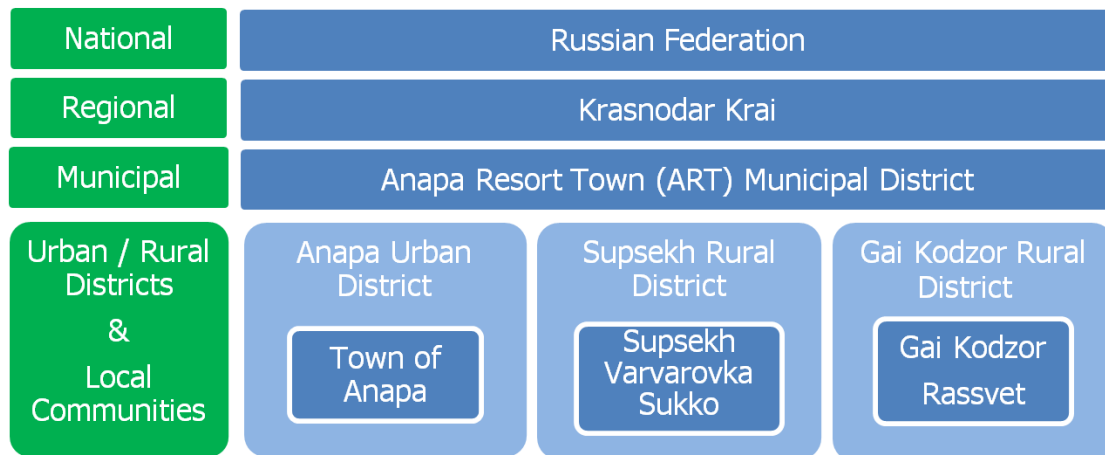 National
Russian Federation
Regional
Krasnodar Krai
Municipal
Anapa Resort Town (ART) Municipal District
Urban / Rural
Districts
&
Local
Communities
Anapa Urban
District
Town of
Anapa
Supsekh Rural
District
Supsekh
Varvarovka
Sukko
Gai Kodzor Rural
District
Gai Kodzor
Rassvet